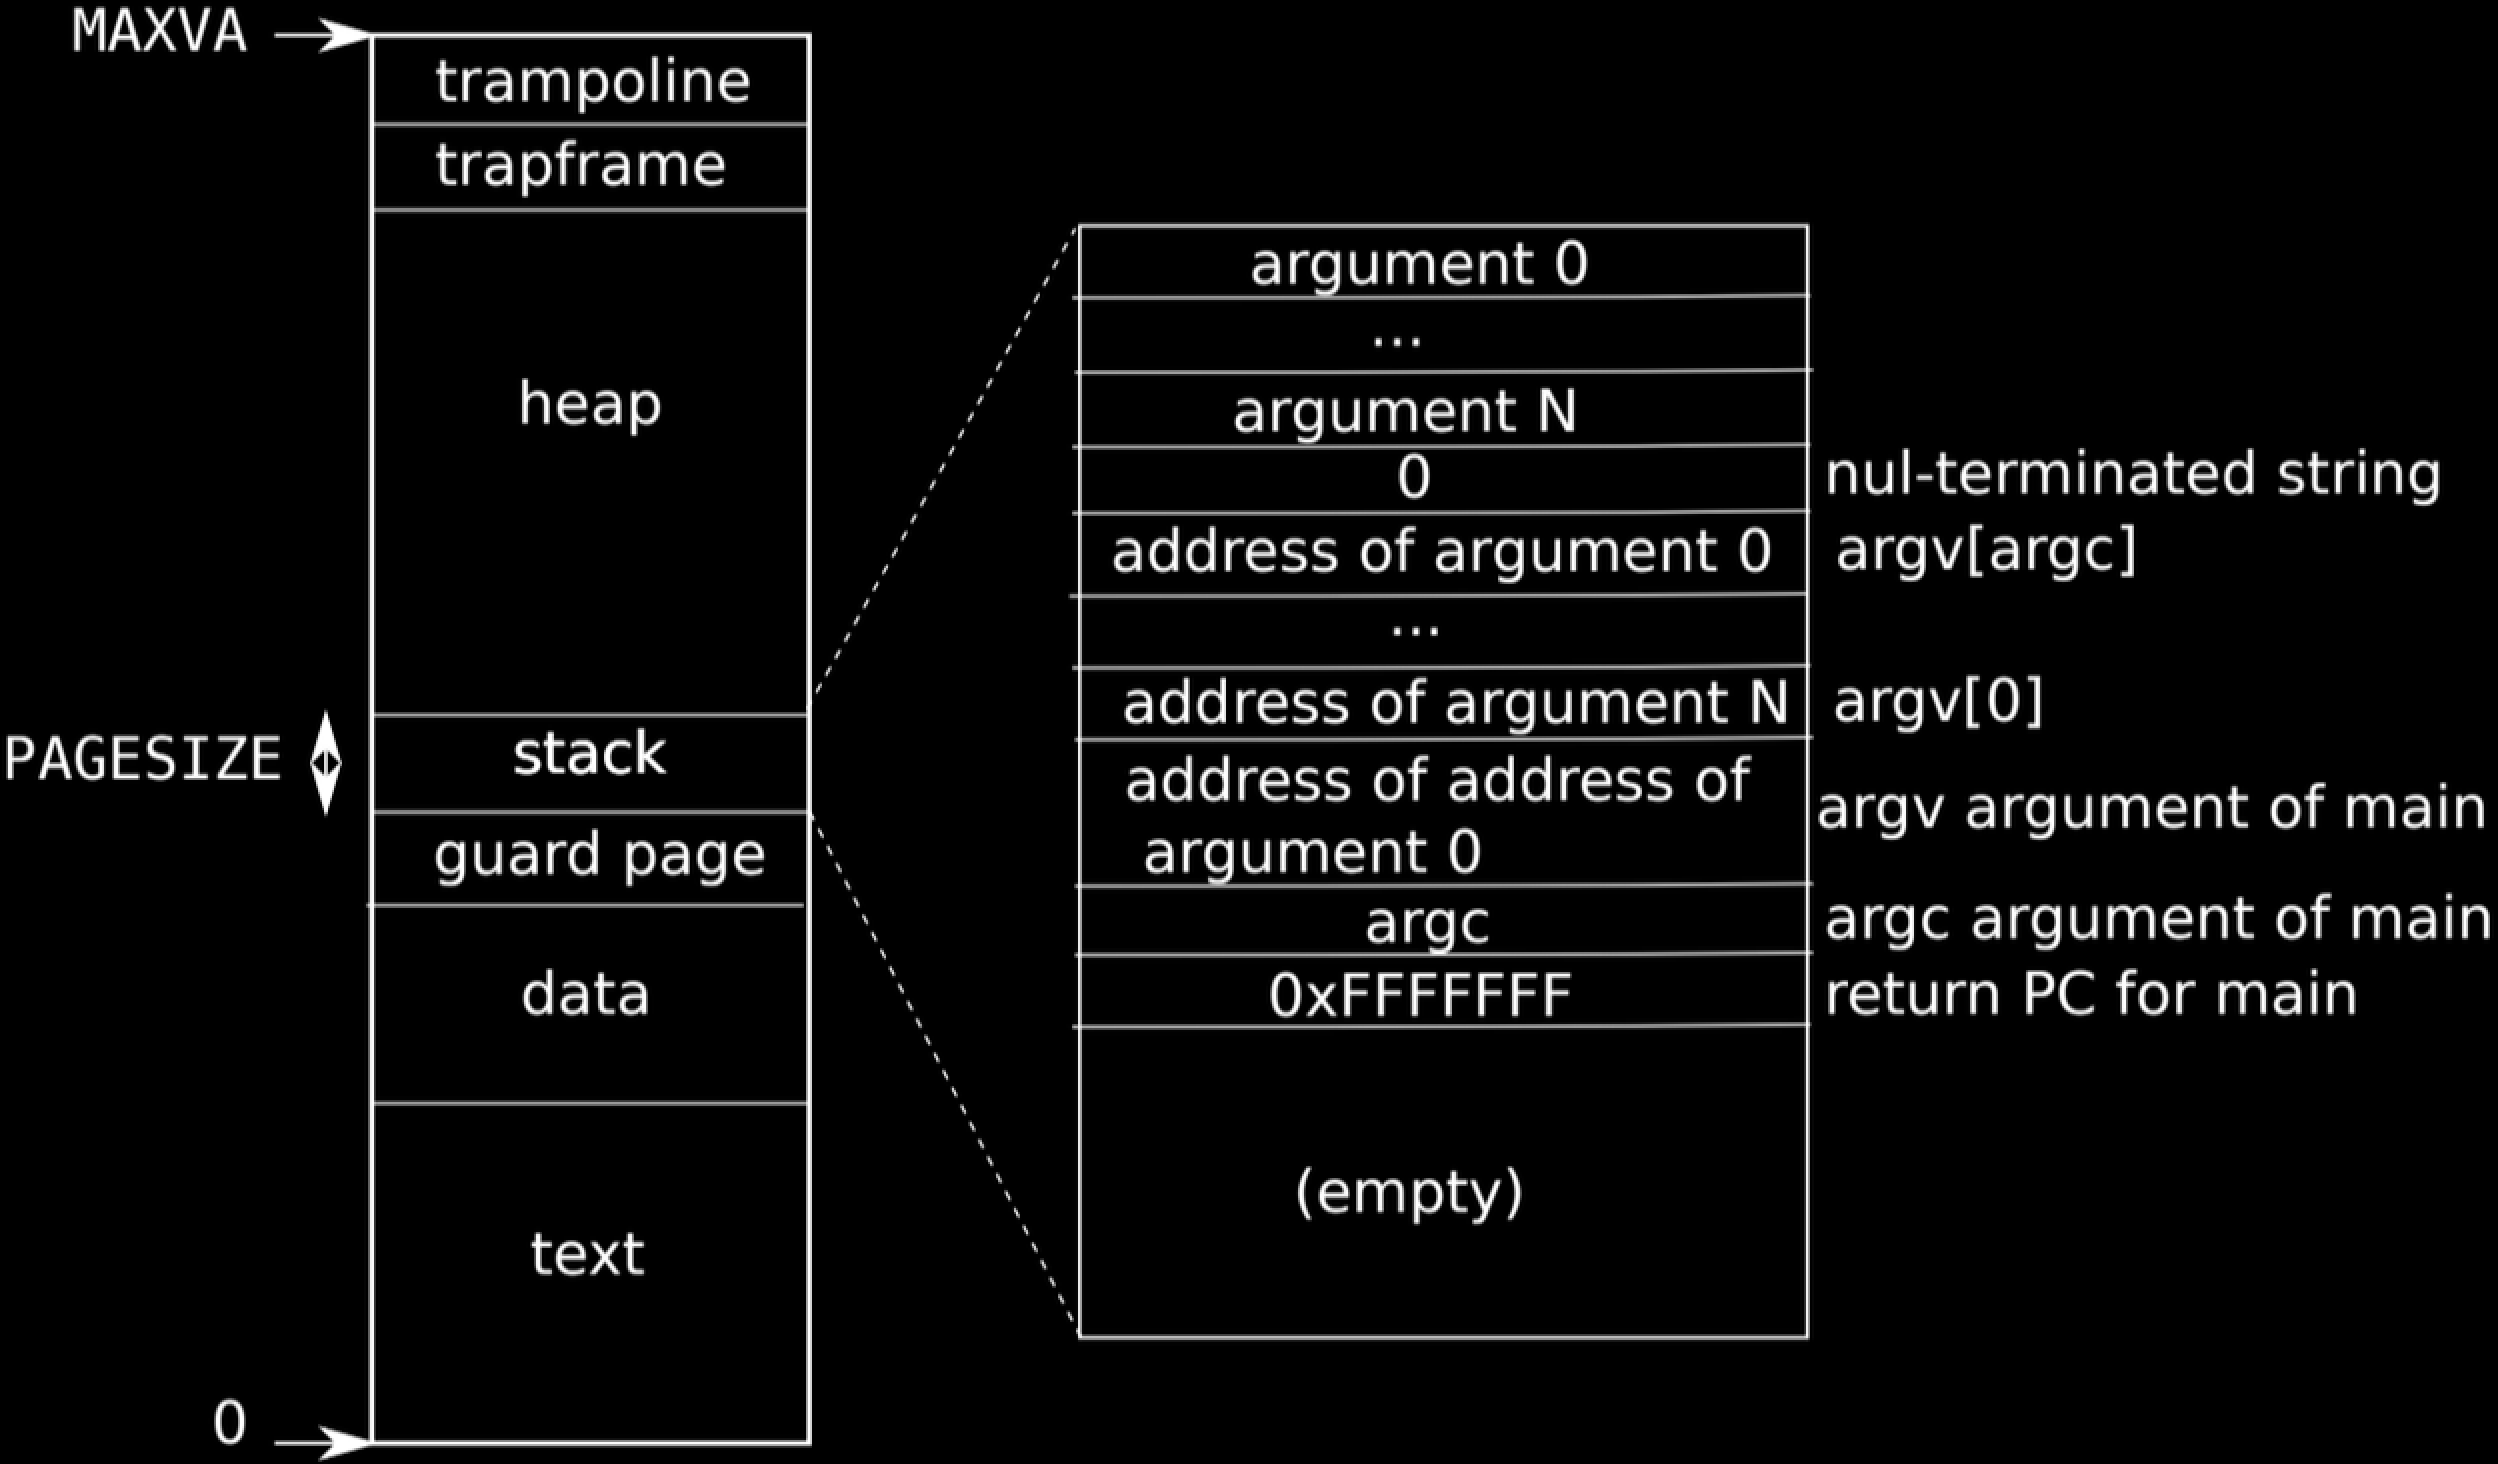 MAXVA
trampoline
trapframe
heap
PAGESIZE
stack
guard page
data
text
0
argument 0
...
argument N
0
nul-terminated string
address of argument 0
argv[argc]
...
address of argument N
argv[0]
address of address of
argument 0
argv argument of main
argc
argc argument of main
0xFFFFFFF
return PC for main
(empty)